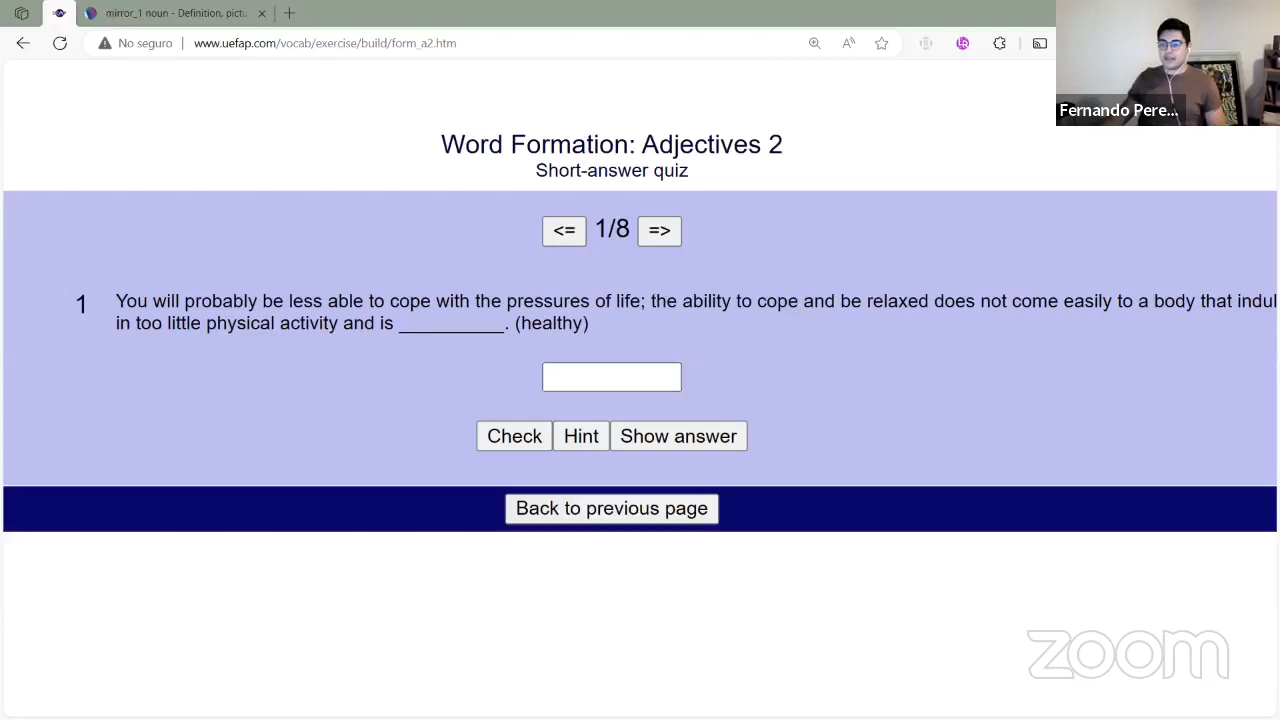 mirror_1 noun - Definition, pictu
No seguro
www.uefap.com/vocab/exercise/build/form_a2.htm
Fernando Pere...
Word Formation: Adjectives 2
Short-answer quiz
<= 1/8 =>
1 You will probably be less able to cope with the pressures of life; the ability to cope and be relaxed does not come easily to a body that indul
in too little physical activity and is __________. (healthy)
Check Hint Show answer
Back to previous page
zoom